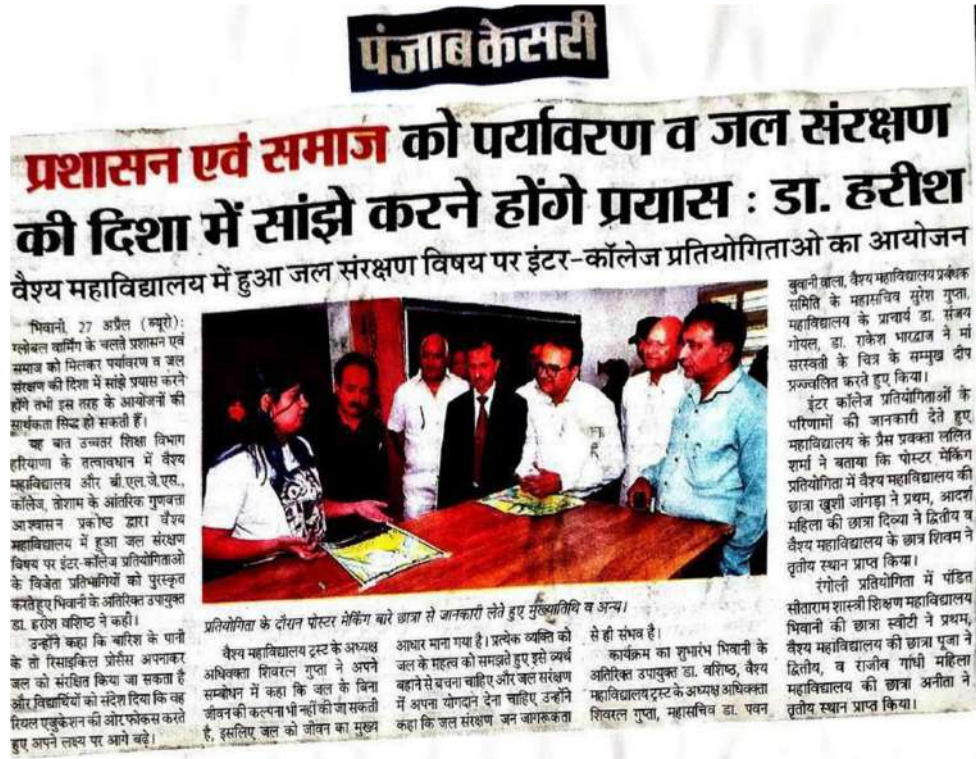 पंजाब केसरी
प्रशासन एवं समाज को पर्यावरण व जल संरक्षण
की दिशा में सांझे करने होंगे प्रयास : डा. हरीश
वैश्य महाविद्यालय में हुआ जल संरक्षण विषय पर इंटर-कॉलेज प्रतियोगिताओ का आयोजन
भिवानी, 27 अप्रैल (ब्यूरो):
ग्लोबल वार्मिंग के चलते प्रशासन एवं
समाज को मिलकर पर्यावरण व जल
संरक्षण की दिशा में सांझे प्रयास करने
होंगे तभी इस तरह के आयोजनों की
सार्थकता सिद्ध हो सकती हैं।
यह बात उच्चतर शिक्षा विभाग
हरियाणा के तत्वावधान में वैश्य
महाविद्यालय और बी.एल.जे.एस.,
कॉलेज, तोशाम के आंतरिक गुणवत्ता
आश्वासन प्रकोष्ठ द्वारा वैश्य
महाविद्यालय में हुआ जल संरक्षण
विषय पर इंटर-कॉलेज प्रतियोगिताओ
के विजेता प्रतिभागियों को पुरस्कृत
करते हुए भिवानी के अतिरिक्त उपायुक्त
डा. हरीश वशिष्ठ ने कही।
उन्होंने कहा कि बारिश के पानी
के तो रिसाइकिल प्रोसैस अपनाकर
जल को संरक्षित किया जा सकता है
और विद्यार्थियों को संदेश दिया कि वह
रियल एजुकेशन की ओर फोकस करते
हुए अपने लक्ष्य पर आगे बढ़े।
प्रतियोगिता के दौरान पोस्टर मेकिंग बारे छात्रा से जानकारी लेते हुए मुख्यातिथि व अन्य।
वैश्य महाविद्यालय ट्रस्ट के अध्यक्ष
अधिवक्ता शिवरत्न गुप्ता ने अपने
सम्बोधन में कहा कि जल के बिना
जीवन की कल्पना भी नहीं की जा सकती
है, इसलिए जल को जीवन का मुख्य
आधार माना गया है। प्रत्येक व्यक्ति को
जल के महत्व को समझते हुए इसे व्यर्थ
बहाने से बचना चाहिए और जल संरक्षण
में अपना योगदान देना चाहिए उन्होंने
कहा कि जल संरक्षण जन जागरूकता
से ही संभव है।
कार्यक्रम का शुभारंभ भिवानी के
अतिरिक्त उपायुक्त डा. वशिष्ठ, वैश्य
महाविद्यालय ट्रस्ट के अध्यक्ष अधिवक्ता
शिवरत्न गुप्ता, महासचिव डा. पवन
बुवानी वाला, वैश्य महाविद्यालय प्रबंधक
समिति के महासचिव सुरेश गुप्ता,
महाविद्यालय के प्राचार्य डा. संजय
गोयल, डा. राकेश भारद्वाज ने मां
सरस्वती के चित्र के सम्मुख दीप
प्रज्ज्वलित करते हुए किया।
इंटर कॉलेज प्रतियोगिताओं के
परिणामों की जानकारी देते हुए
महाविद्यालय के प्रैस प्रवक्ता ललित
शर्मा ने बताया कि पोस्टर मेकिंग
प्रतियोगिता में वैश्य महाविद्यालय की
छात्रा खुशी जांगड़ा ने प्रथम, आदर्श
महिला की छात्रा दिव्या ने द्वितीय व
वैश्य महाविद्यालय के छात्र शिवम ने
तृतीय स्थान प्राप्त किया।
रंगोली प्रतियोगिता में पंडित
सीताराम शास्त्री शिक्षण महाविद्यालय
भिवानी की छात्रा स्वीटी ने प्रथम,
वैश्य महाविद्यालय की छात्रा पूजा ने
द्वितीय, व राजीव गांधी महिला
महाविद्यालय की छात्रा अनीता ने
तृतीय स्थान प्राप्त किया।